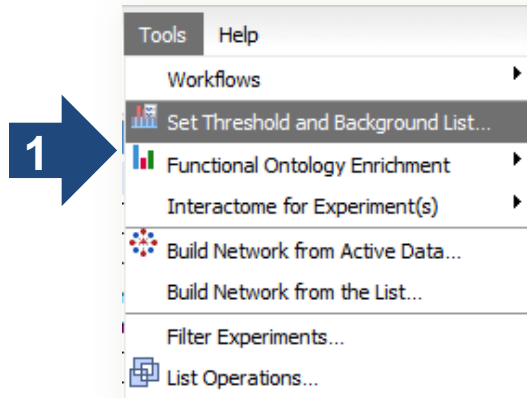 Tools Help
Workflows
Set Threshold and Background List...
1
Functional Ontology Enrichment
Interactome for Experiment(s)
Build Network from Active Data...
Build Network from the List...
Filter Experiments...
List Operations...